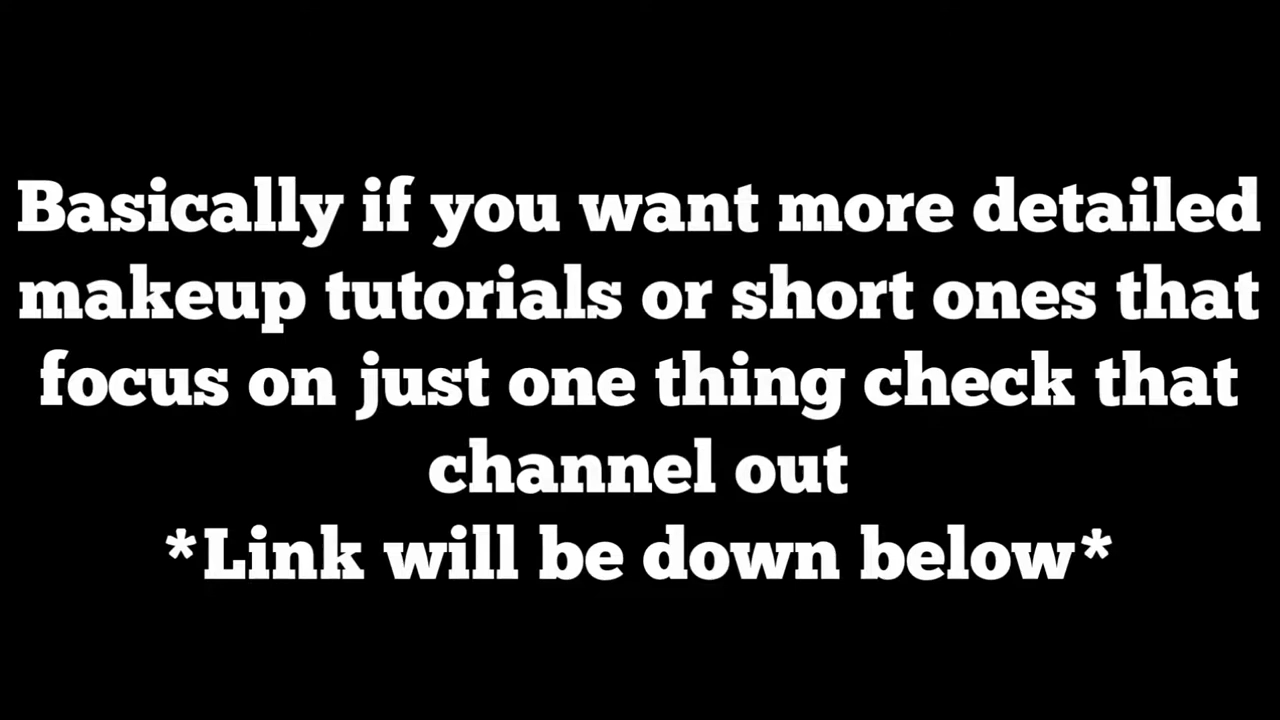 Basically if you want more detailed
makeup tutorials or short ones that
focus on just one thing check that
channel out
*Link will be down below*